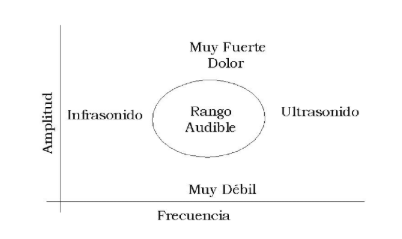 Muy Fuerte
Dolor
Infrasonido
Rango
Audible
Ultrasonido
Amplitud
Muy Débil
Frecuencia